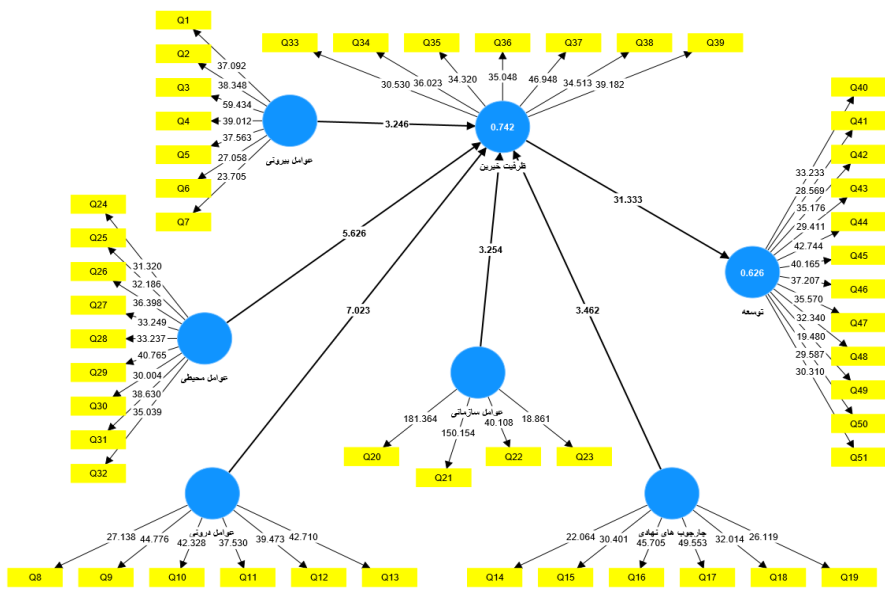 Q1
Q2
Q3
Q4
Q5
Q6
Q7
37.092
38.348
59.434
39.012
37.563
27.058
23.705
عوامل بیرونی
3.246
Q33
Q34
Q35
Q36
Q37
Q38
Q39
30.530
36.023
34.320
35.048
46.948
34.513
39.182
0.742
ظرفیت خیرین
31.333
Q40
Q41
Q42
Q43
Q44
Q45
Q46
Q47
Q48
Q49
Q50
Q51
33.233
28.569
35.176
29.411
42.744
40.165
37.207
35.570
32.340
19.480
29.587
30.310
0.626
توسعه
Q24
Q25
Q26
Q27
Q28
Q29
Q30
Q31
Q32
31.320
32.186
36.398
33.249
33.237
40.765
30.004
38.630
35.039
عوامل محیطی
5.626
7.023
3.254
3.462
عوامل سازمانی
181.364
150.154
40.108
18.861
Q20
Q21
Q22
Q23
عوامل درونی
27.138
44.776
42.328
37.530
39.473
42.710
Q8
Q9
Q10
Q11
Q12
Q13
چارچوب های نهادی
22.064
30.401
45.705
49.553
32.014
26.119
Q14
Q15
Q16
Q17
Q18
Q19